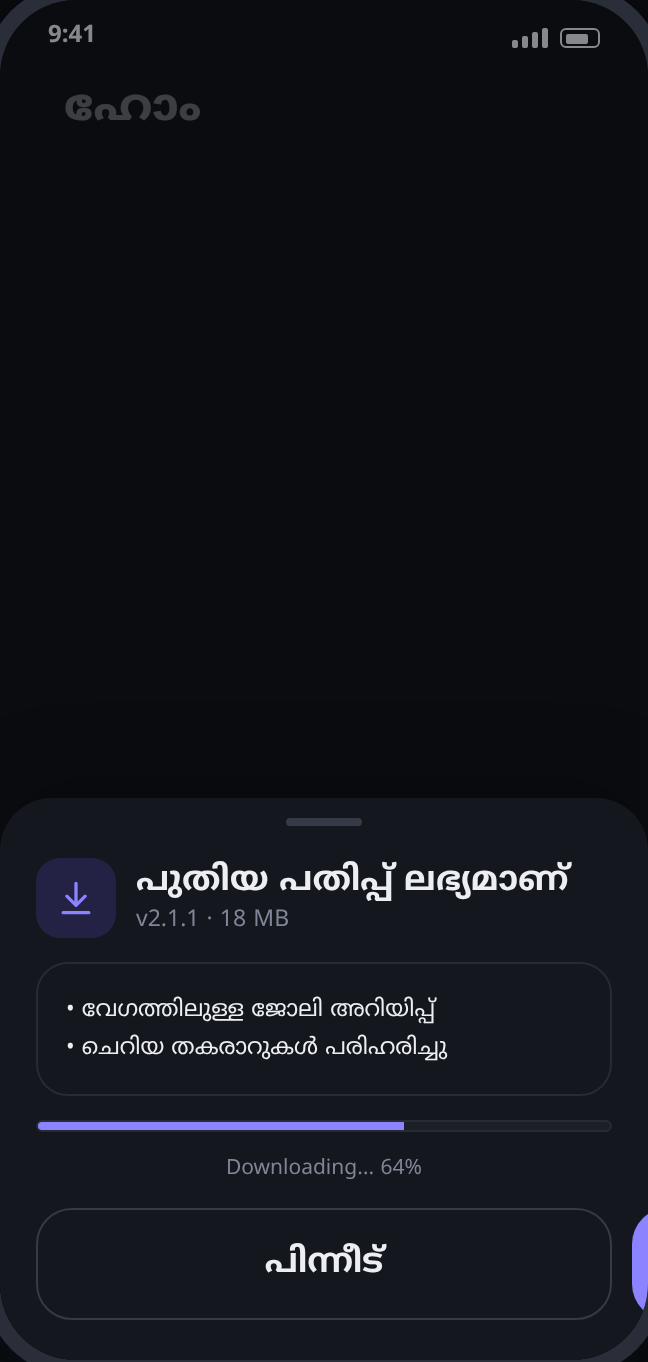 9:41
ഹോം
പുതിയ പതിപ്പ് ലഭ്യമാണ്
v2.1.1 · 18 MB
• വേഗത്തിലുള്ള ജോലി അറിയിപ്പ്
• ചെറിയ തകരാറുകൾ പരിഹരിച്ചു
Downloading... 64%
പിന്നീട്